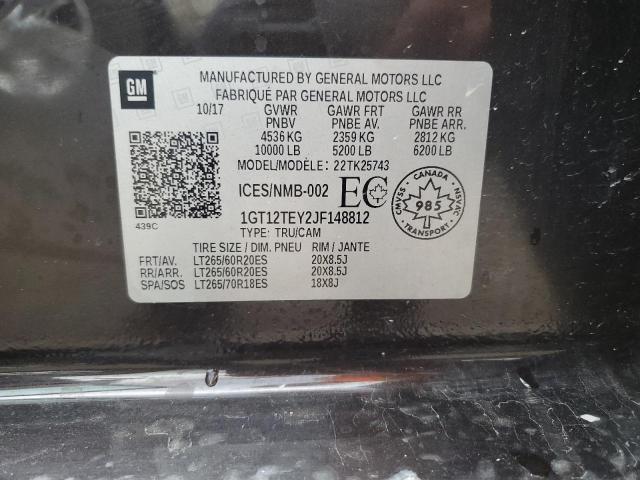 GM
MANUFACTURED BY GENERAL MOTORS LLC
FABRIQUÉ PAR GENERAL MOTORS LLC
10/17 GVWR GAWR FRT GAWR RR
PNBV PNBE AV. PNBE ARR.
4536 KG 2359 KG 2812 KG
10000 LB 5200 LB 6200 LB
MODEL/MODÈLE: 22TK25743
ICES/NMB-002 EC
CANADA
CMVSS 985 NSVAC
TRANSPORT
1GT12TEY2JF148812
439C TYPE: TRU/CAM
TIRE SIZE / DIM. PNEU RIM / JANTE
FRT/AV. LT265/60R20ES 20X8.5J
RR/ARR. LT265/60R20ES 20X8.5J
SPA/SOS LT265/70R18ES 18X8J